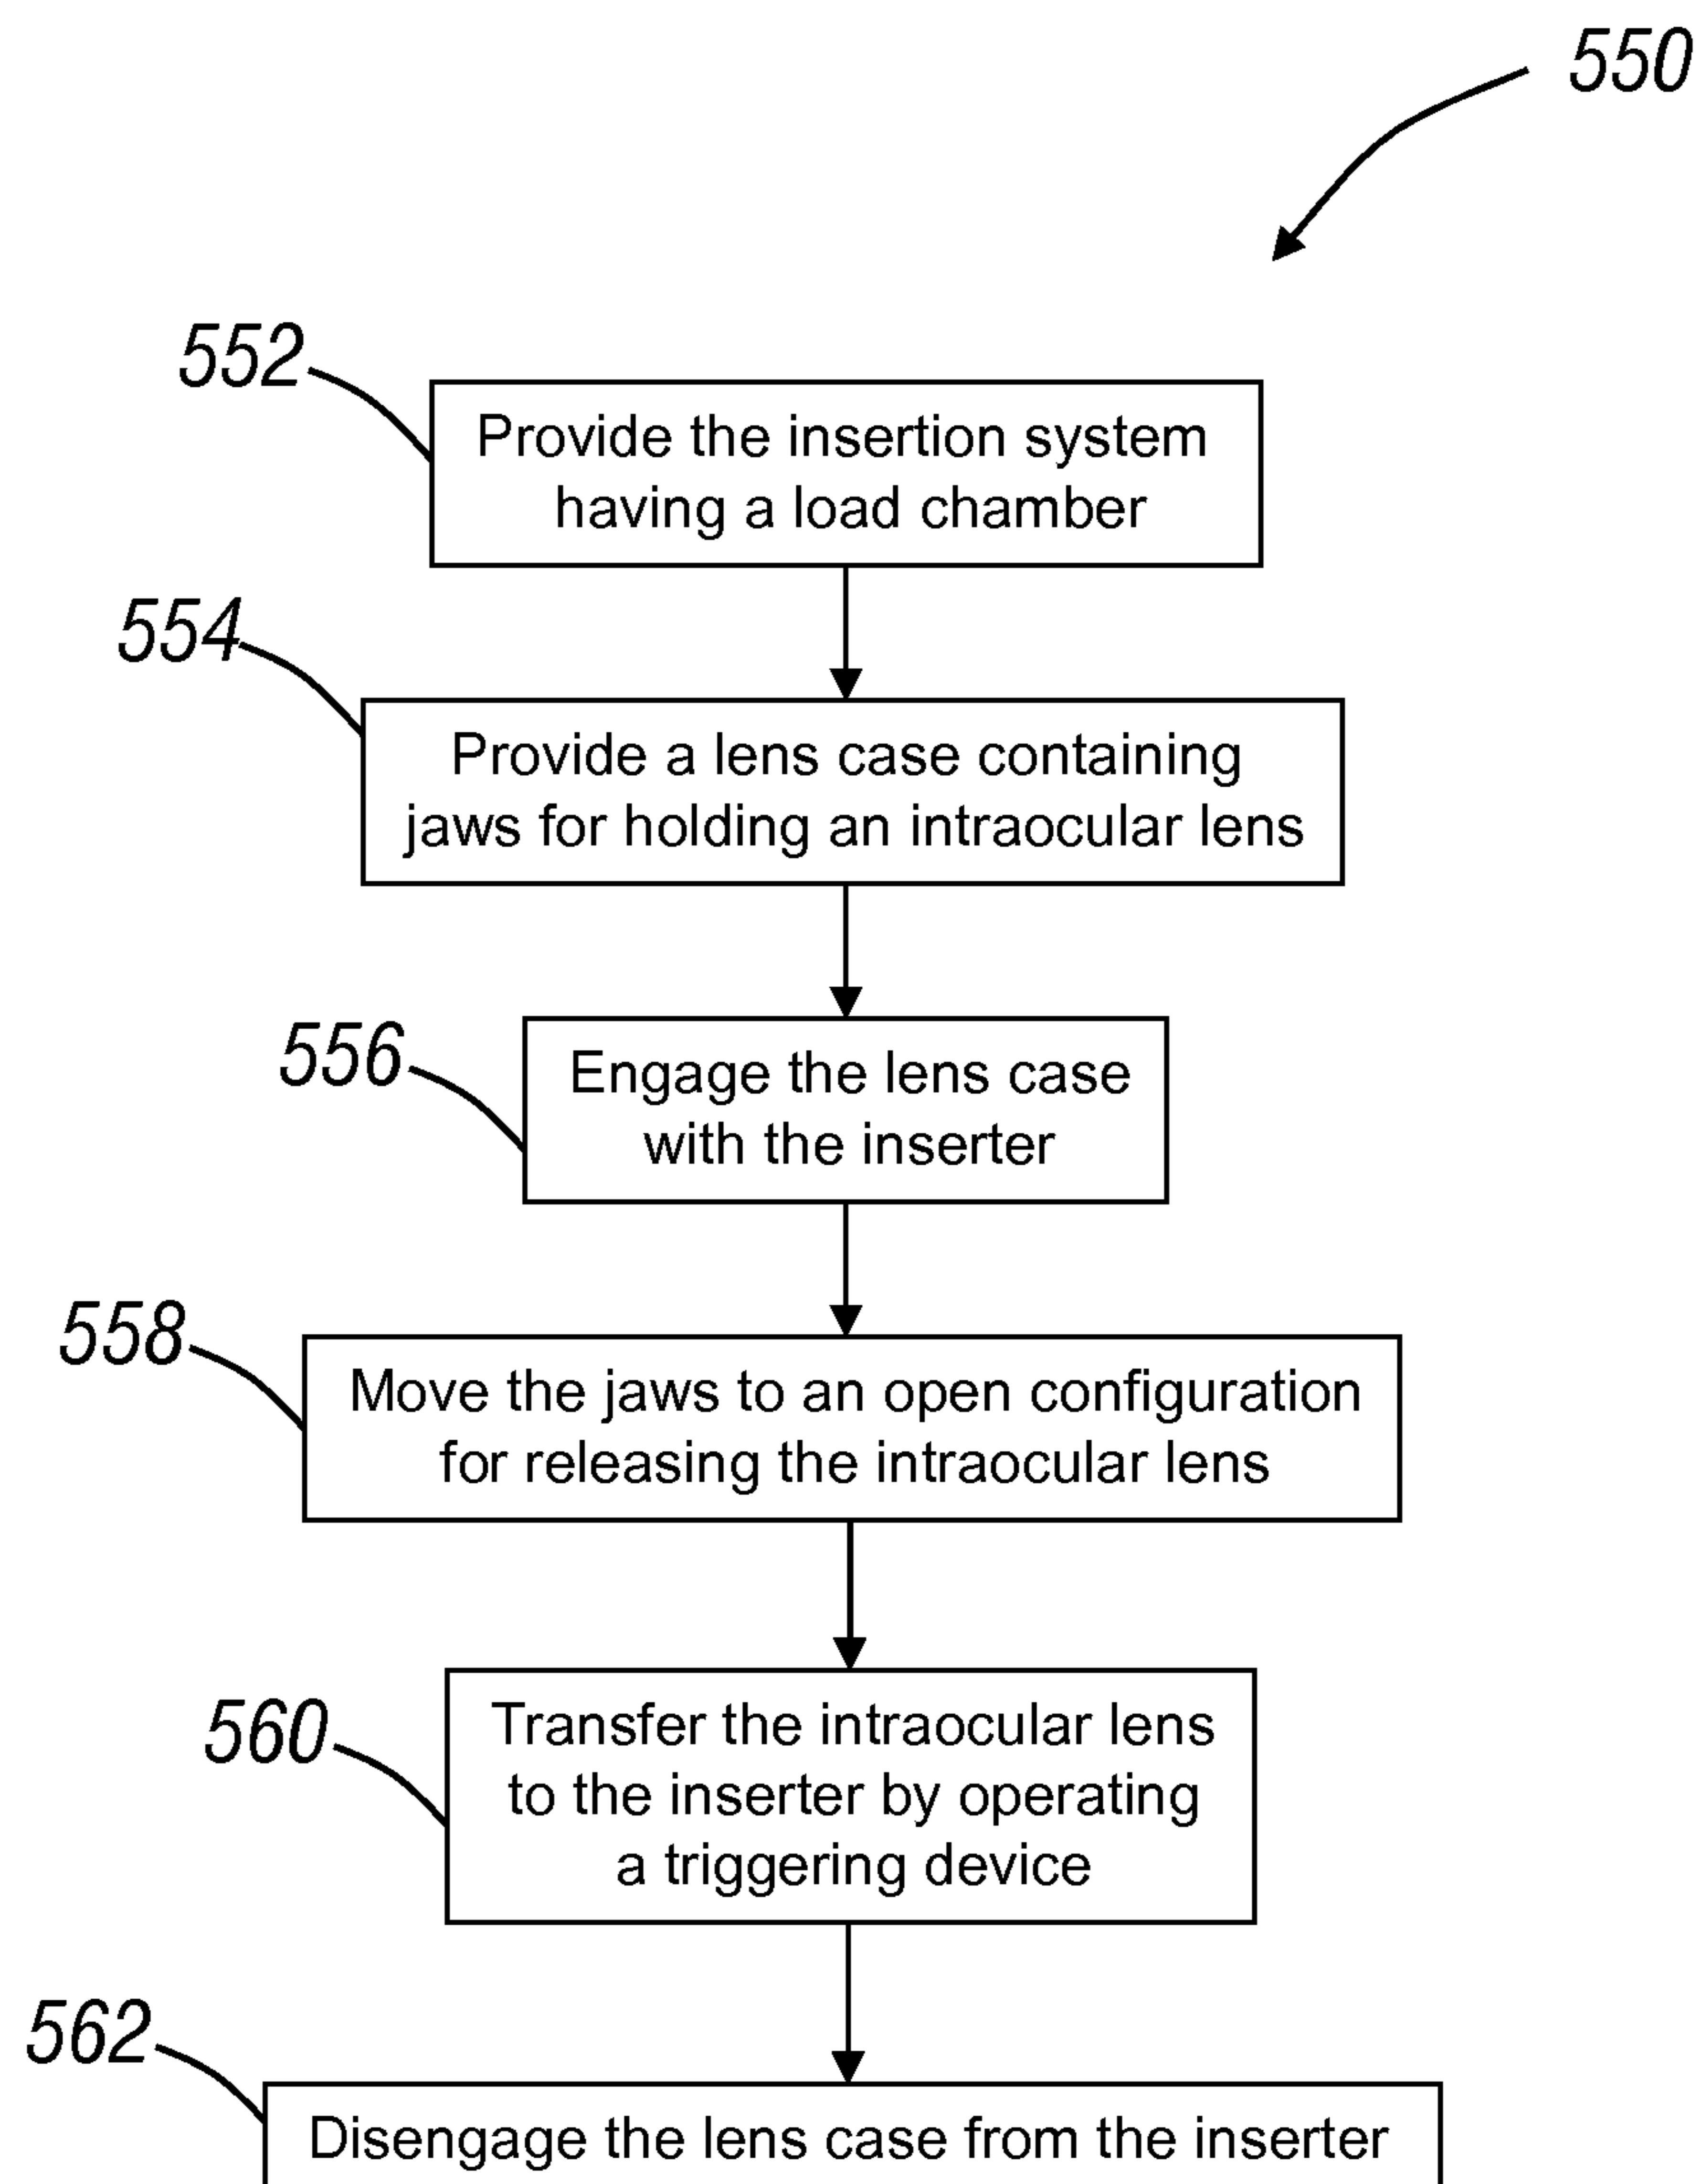 550
552
Provide the insertion system
having a load chamber
554
Provide a lens case containing
jaws for holding an intraocular lens
556
Engage the lens case
with the inserter
558
Move the jaws to an open configuration
for releasing the intraocular lens
560
Transfer the intraocular lens
to the inserter by operating
a triggering device
562
Disengage the lens case from the inserter